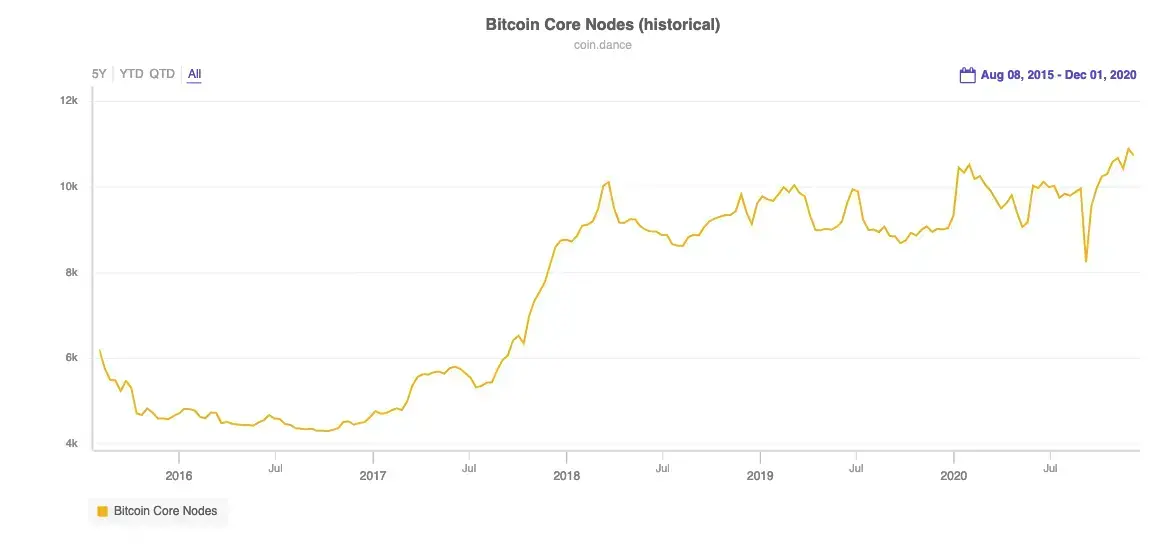 Bitcoin Core Nodes (historical)
coin.dance
5Y YTD QTD All
Aug 08, 2015 - Dec 01, 2020
12k
10k
8k
6k
4k
2016 Jul 2017 Jul 2018 Jul 2019 Jul 2020 Jul
Bitcoin Core Nodes